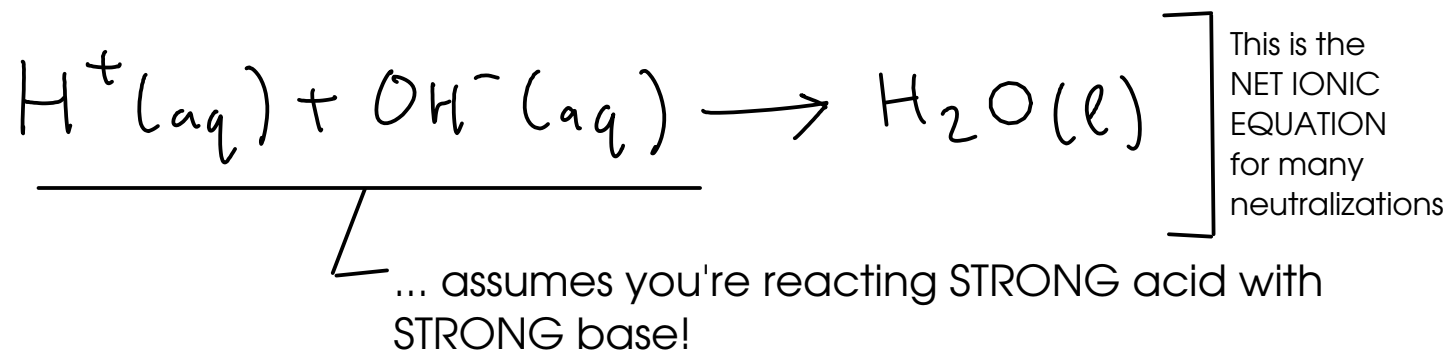 H⁺(aq) + OH⁻(aq) → H₂O(l)
This is the
NET IONIC
EQUATION
for many
neutralizations
... assumes you're reacting STRONG acid with
STRONG base!